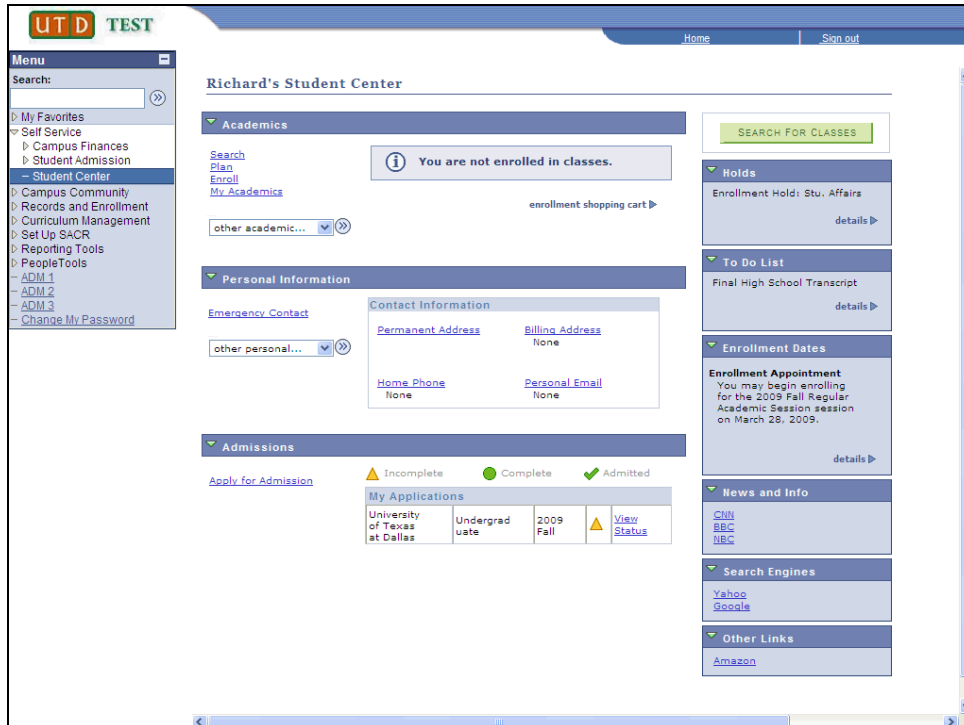 UTD TEST
Home
Sign out
Menu
Search:
My Favorites
Self Service
Campus Finances
Student Admission
– Student Center
Campus Community
Records and Enrollment
Curriculum Management
Set Up SACR
Reporting Tools
PeopleTools
– ADM 1
– ADM 2
– ADM 3
– Change My Password
Richard's Student Center
Academics
Search
Plan
Enroll
My Academics
other academic...
You are not enrolled in classes.
enrollment shopping cart
Personal Information
Emergency Contact
other personal...
Contact Information
Permanent Address
Billing Address
None
Home Phone
None
Personal Email
None
Admissions
Apply for Admission
Incomplete
Complete
Admitted
My Applications
University
of Texas
at Dallas
Undergrad
uate
2009
Fall
View
Status
SEARCH FOR CLASSES
Holds
Enrollment Hold: Stu. Affairs
details
To Do List
Final High School Transcript
details
Enrollment Dates
Enrollment Appointment
You may begin enrolling
for the 2009 Fall Regular
Academic Session session
on March 28, 2009.
details
News and Info
CNN
BBC
NBC
Search Engines
Yahoo
Google
Other Links
Amazon